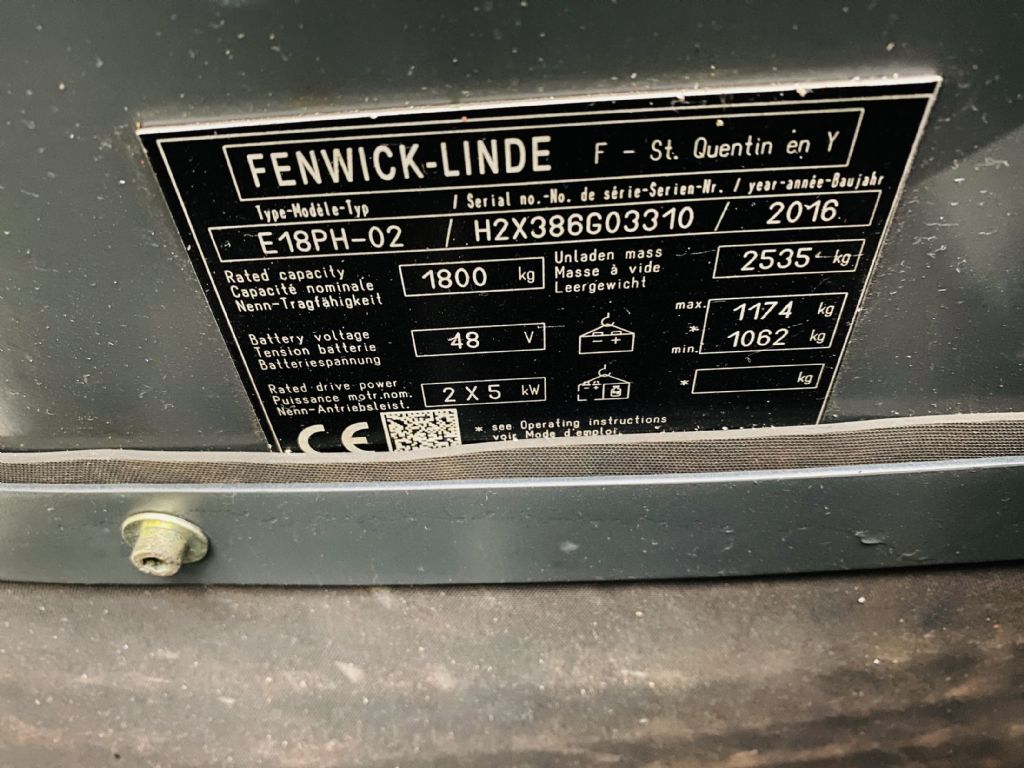 FENWICK-LINDE F - St. Quentin en Y
Type-Modèle-Typ / Serial no.-No. de série-Serien-Nr. / year-année-Baujahr
E18PH-02 / H2X386G03310 / 2016
Rated capacity
Capacité nominale
Nenn-Tragfähigkeit
1800 kg
Unladen mass
Masse à vide
Leergewicht
2535 kg
Battery voltage
Tension batterie
Batteriespannung
48 V
- +
max. 1174 kg
*
min. 1062 kg
Rated drive power
Puissance motr.nom.
Nenn-Antriebsleist.
2 X 5 kW
* kg
CE
* see Operating instructions
voir Mode d'emploi.